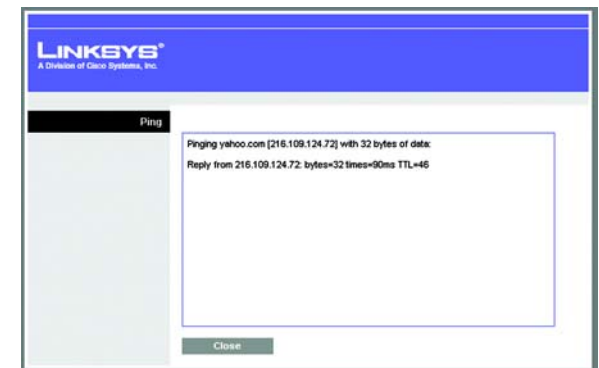 LINKSYS®
A Division of Cisco Systems, Inc.
Ping
Pinging yahoo.com [216.109.124.72] with 32 bytes of data:
Reply from 216.109.124.72: bytes=32 times=90ms TTL=46
Close